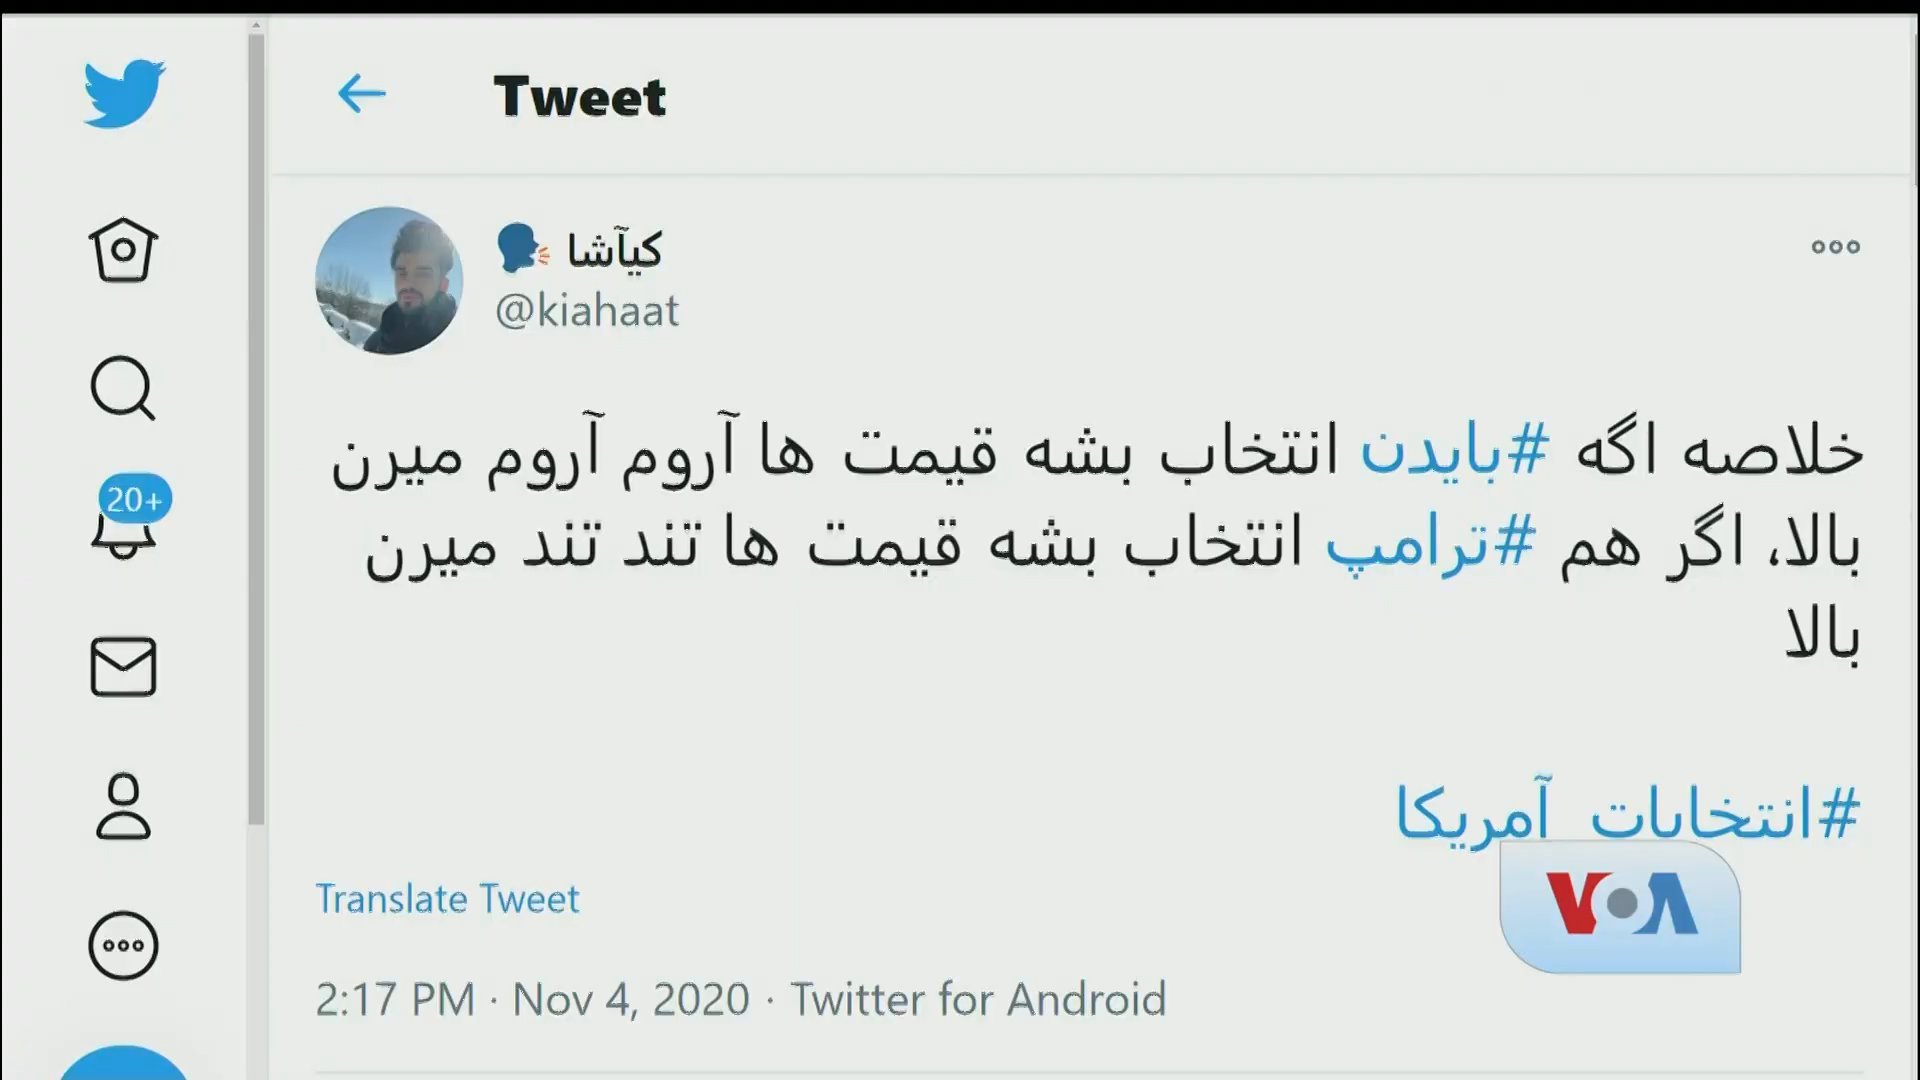 Tweet
کیآشا
@kiahaat
20+
خلاصه اگه #بایدن انتخاب بشه قیمت ها آروم آروم میرن
بالا، اگر هم #ترامپ انتخاب بشه قیمت ها تند تند میرن
بالا
#انتخابات_آمریکا
Translate Tweet
VOA
2:17 PM · Nov 4, 2020 · Twitter for Android